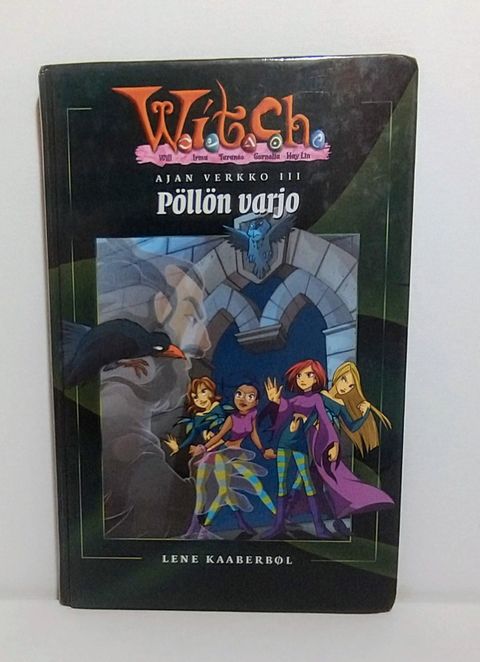 W.i.t.c.h.
Will Irma Taranee Cornelia Hay Lin
AJAN VERKKO III
Pöllön varjo
LENE KAABERBØL